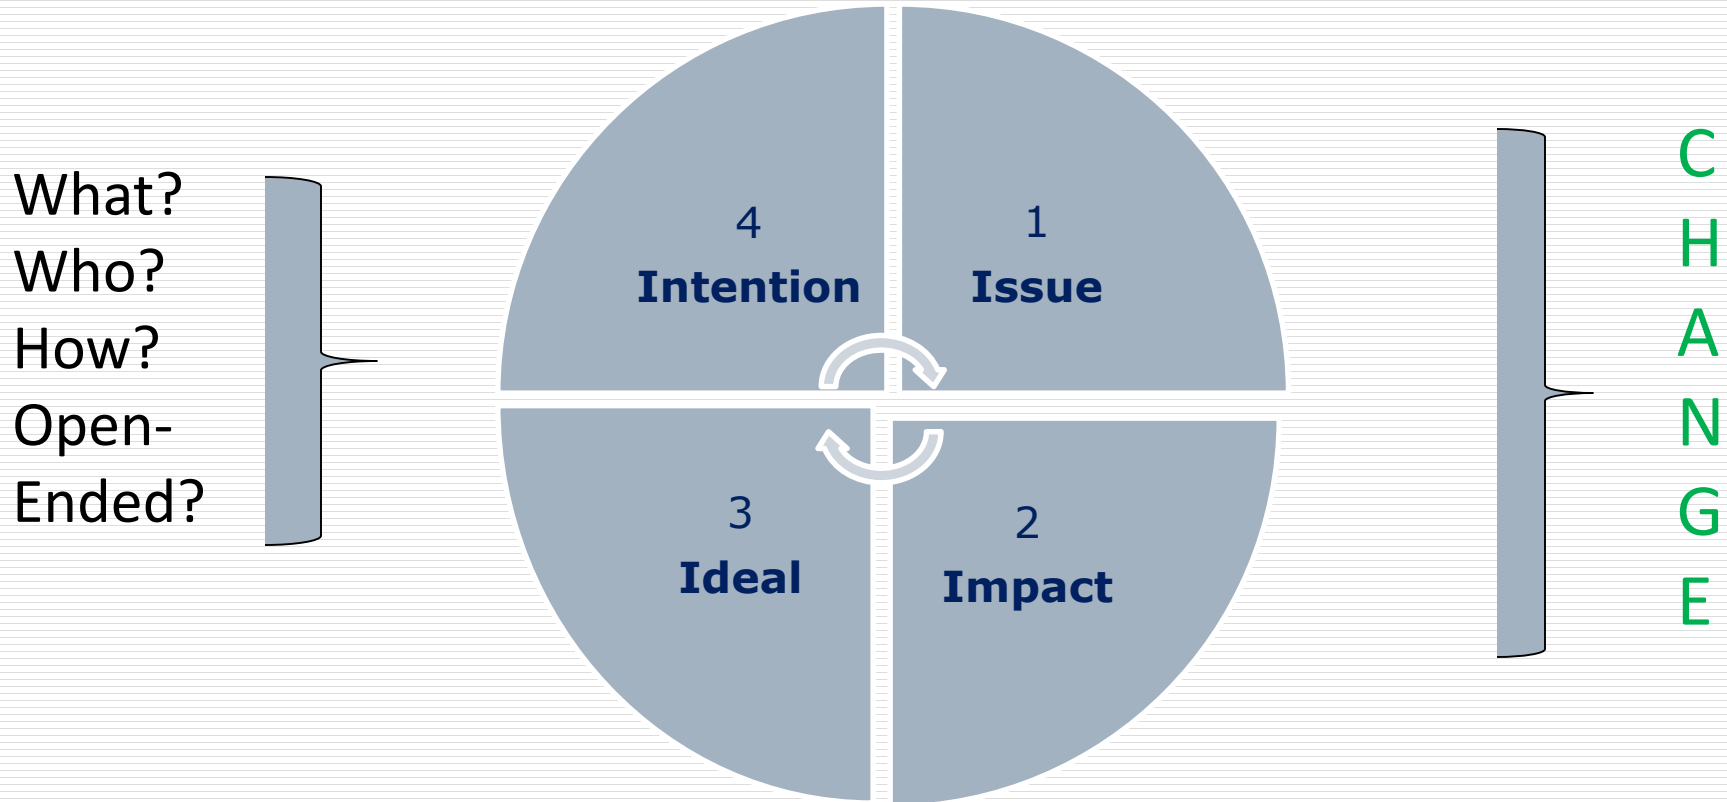 What?
Who?
How?
Open-
Ended?
4
Intention
1
Issue
3
Ideal
2
Impact
C
H
A
N
G
E